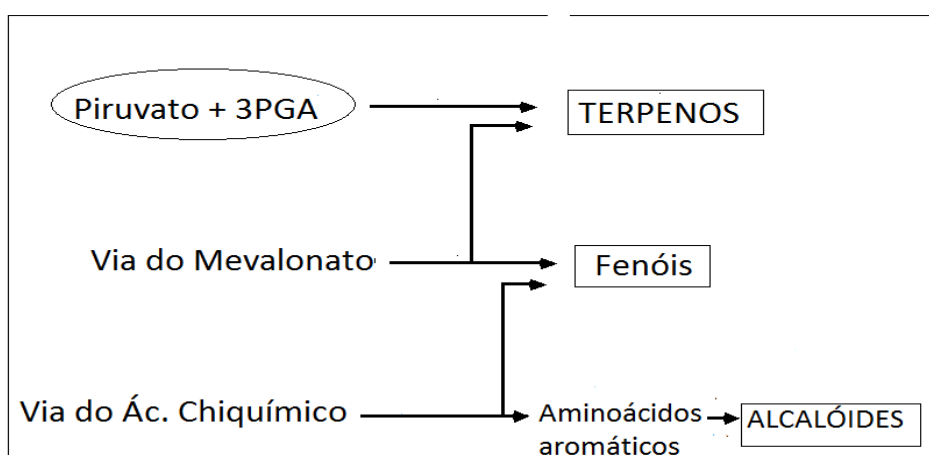 Piruvato + 3PGA
TERPENOS
Via do Mevalonato
Fenóis
Via do Ác. Chiquímico
Aminoácidos
aromáticos
ALCALÓIDES